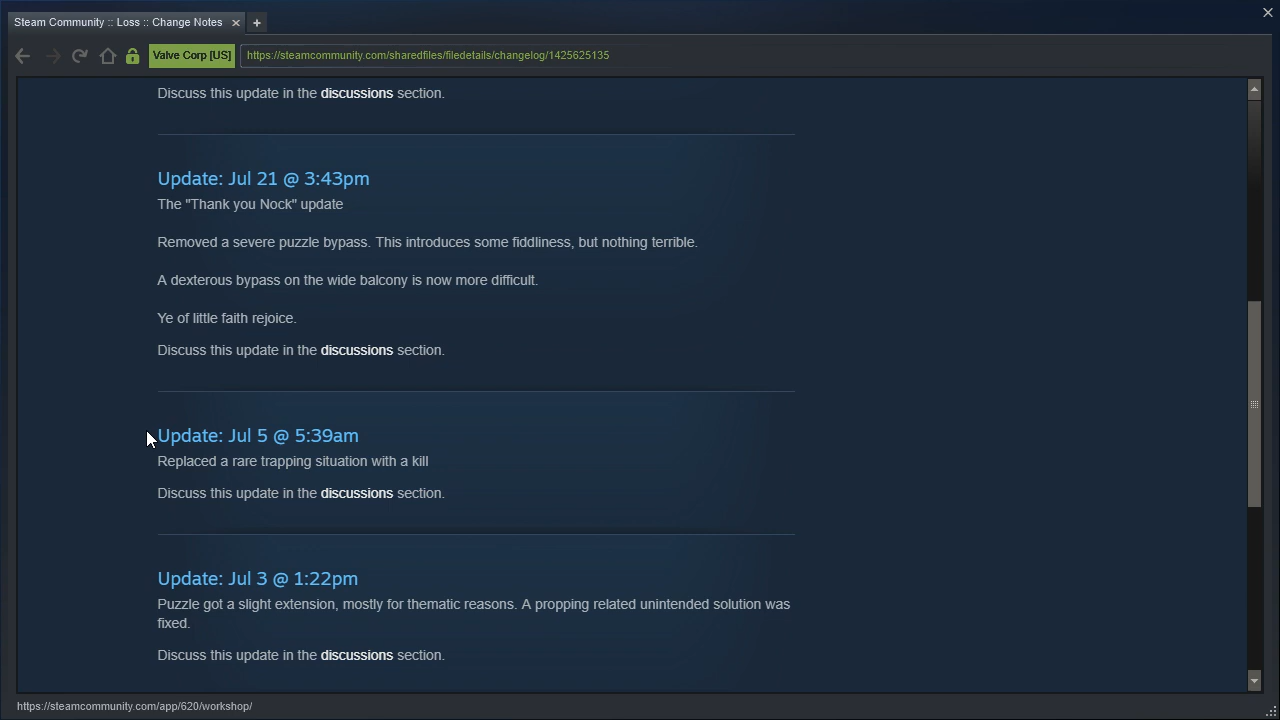 Steam Community :: Loss :: Change Notes
Valve Corp [US] https://steamcommunity.com/sharedfiles/filedetails/changelog/1425625135
Discuss this update in the discussions section.
Update: Jul 21 @ 3:43pm
The "Thank you Nock" update
Removed a severe puzzle bypass. This introduces some fiddliness, but nothing terrible.
A dexterous bypass on the wide balcony is now more difficult.
Ye of little faith rejoice.
Discuss this update in the discussions section.
Update: Jul 5 @ 5:39am
Replaced a rare trapping situation with a kill
Discuss this update in the discussions section.
Update: Jul 3 @ 1:22pm
Puzzle got a slight extension, mostly for thematic reasons. A propping related unintended solution was
fixed.
Discuss this update in the discussions section.
https://steamcommunity.com/app/620/workshop/